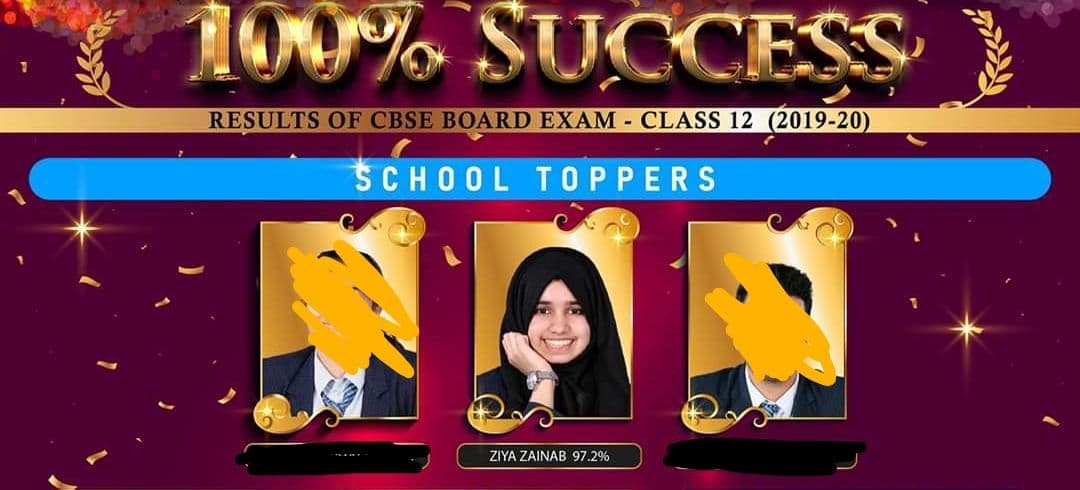 100% SUCCESS
RESULTS OF CBSE BOARD EXAM - CLASS 12 (2019-20)
SCHOOL TOPPERS
ZIYA ZAINAB 97.2%